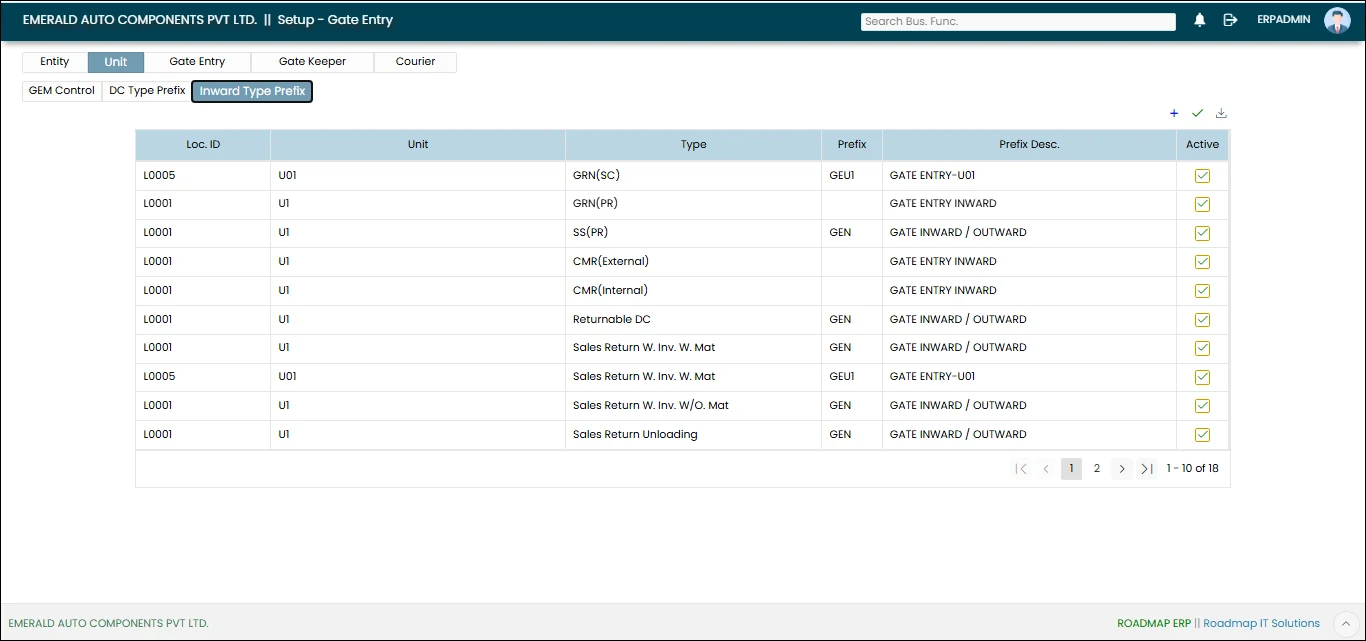 EMERALD AUTO COMPONENTS PVT LTD. || Setup - Gate Entry
Search Bus. Func.
ERPADMIN
Entity Unit Gate Entry Gate Keeper Courier
GEM Control DC Type Prefix Inward Type Prefix
Loc. ID Unit Type Prefix Prefix Desc. Active
L0005 U01 GRN(SC) GEU1 GATE ENTRY-U01
L0001 U1 GRN(PR) GATE ENTRY INWARD
L0001 U1 SS(PR) GEN GATE INWARD / OUTWARD
L0001 U1 CMR(External) GATE ENTRY INWARD
L0001 U1 CMR(Internal) GATE ENTRY INWARD
L0001 U1 Returnable DC GEN GATE INWARD / OUTWARD
L0001 U1 Sales Return W. Inv. W. Mat GEN GATE INWARD / OUTWARD
L0005 U01 Sales Return W. Inv. W. Mat GEU1 GATE ENTRY-U01
L0001 U1 Sales Return W. Inv. W/O. Mat GEN GATE INWARD / OUTWARD
L0001 U1 Sales Return Unloading GEN GATE INWARD / OUTWARD
1 2 1 - 10 of 18
EMERALD AUTO COMPONENTS PVT LTD.
ROADMAP ERP || Roadmap IT Solutions